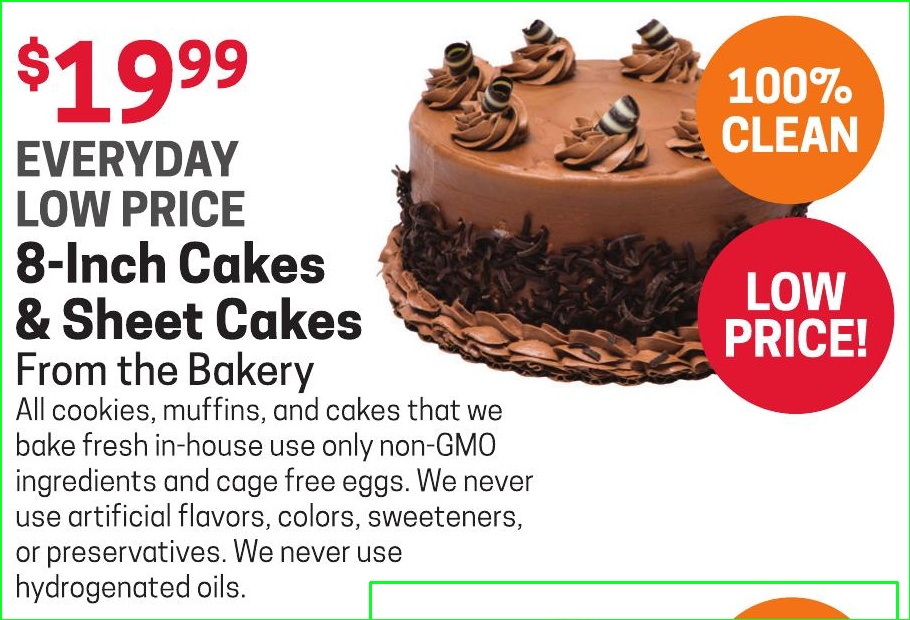 $19.99
EVERYDAY
LOW PRICE
8-Inch Cakes
& Sheet Cakes
From the Bakery
All cookies, muffins, and cakes that we
bake fresh in-house use only non-GMO
ingredients and cage free eggs. We never
use artificial flavors, colors, sweeteners,
or preservatives. We never use
hydrogenated oils.
100%
CLEAN
LOW
PRICE!